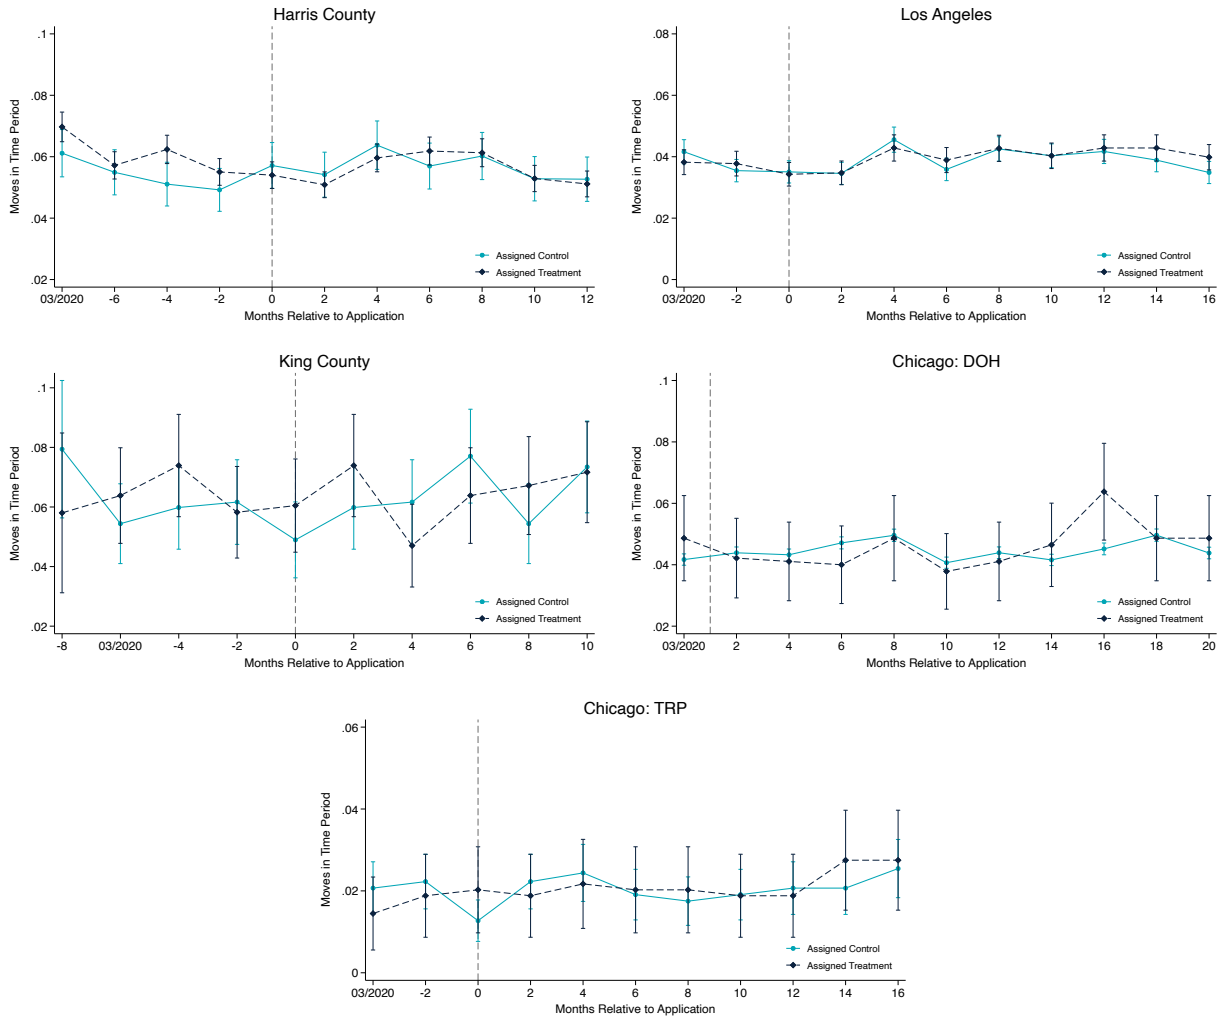 Harris County
.1
.08
.06
.04
.02
Moves in Time Period
03/2020 -6 -4 -2 0 2 4 6 8 10 12
Months Relative to Application
Assigned Control
Assigned Treatment
Los Angeles
.08
.06
.04
.02
0
Moves in Time Period
03/2020 -2 0 2 4 6 8 10 12 14 16
Months Relative to Application
Assigned Control
Assigned Treatment
King County
.1
.08
.06
.04
.02
Moves in Time Period
-8 03/2020 -4 -2 0 2 4 6 8 10
Months Relative to Application
Assigned Control
Assigned Treatment
Chicago: DOH
.1
.08
.06
.04
.02
Moves in Time Period
03/2020 2 4 6 8 10 12 14 16 18 20
Months Relative to Application
Assigned Control
Assigned Treatment
Chicago: TRP
.06
.04
.02
0
Moves in Time Period
03/2020 -2 0 2 4 6 8 10 12 14 16
Months Relative to Application
Assigned Control
Assigned Treatment